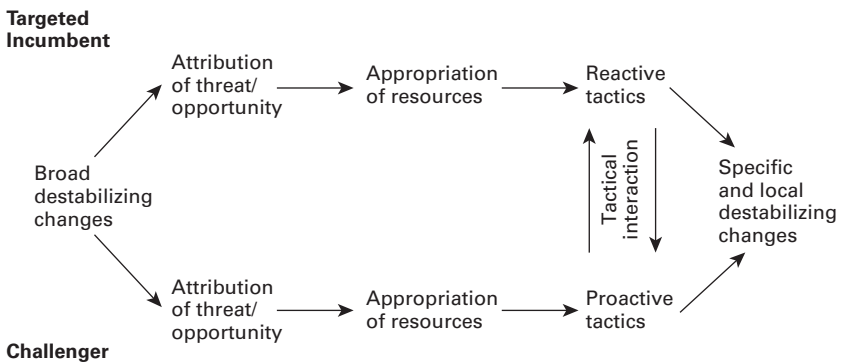 Targeted
Incumbent
Attribution
of threat/
opportunity
Appropriation
of resources
Reactive
tactics
Broad
destabilizing
changes
Tactical
interaction
Specific
and local
destabilizing
changes
Attribution
of threat/
opportunity
Appropriation
of resources
Proactive
tactics
Challenger